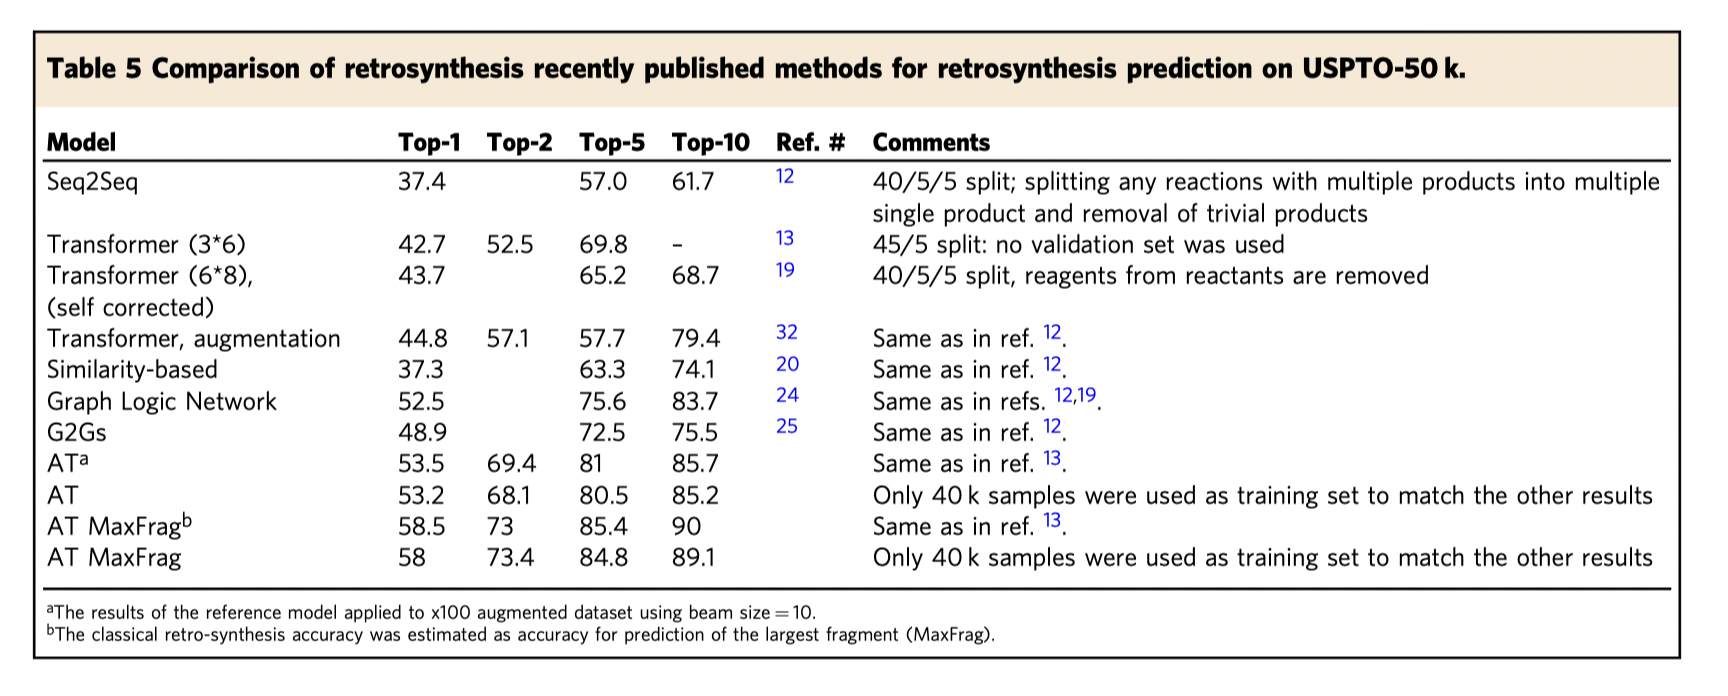 Table 5 Comparison of retrosynthesis recently published methods for retrosynthesis prediction on USPTO-50 k.
Model Top-1 Top-2 Top-5 Top-10 Ref. # Comments
Seq2Seq 37.4 57.0 61.7 12 40/5/5 split; splitting any reactions with multiple products into multiple
single product and removal of trivial products
Transformer (3*6) 42.7 52.5 69.8 – 13 45/5 split: no validation set was used
Transformer (6*8), 43.7 65.2 68.7 19 40/5/5 split, reagents from reactants are removed
(self corrected)
Transformer, augmentation 44.8 57.1 57.7 79.4 32 Same as in ref. 12.
Similarity-based 37.3 63.3 74.1 20 Same as in ref. 12.
Graph Logic Network 52.5 75.6 83.7 24 Same as in refs. 12,19.
G2Gs 48.9 72.5 75.5 25 Same as in ref. 12.
ATa 53.5 69.4 81 85.7 Same as in ref. 13.
AT 53.2 68.1 80.5 85.2 Only 40 k samples were used as training set to match the other results
AT MaxFragb 58.5 73 85.4 90 Same as in ref. 13.
AT MaxFrag 58 73.4 84.8 89.1 Only 40 k samples were used as training set to match the other results
aThe results of the reference model applied to x100 augmented dataset using beam size = 10.
bThe classical retro-synthesis accuracy was estimated as accuracy for prediction of the largest fragment (MaxFrag).